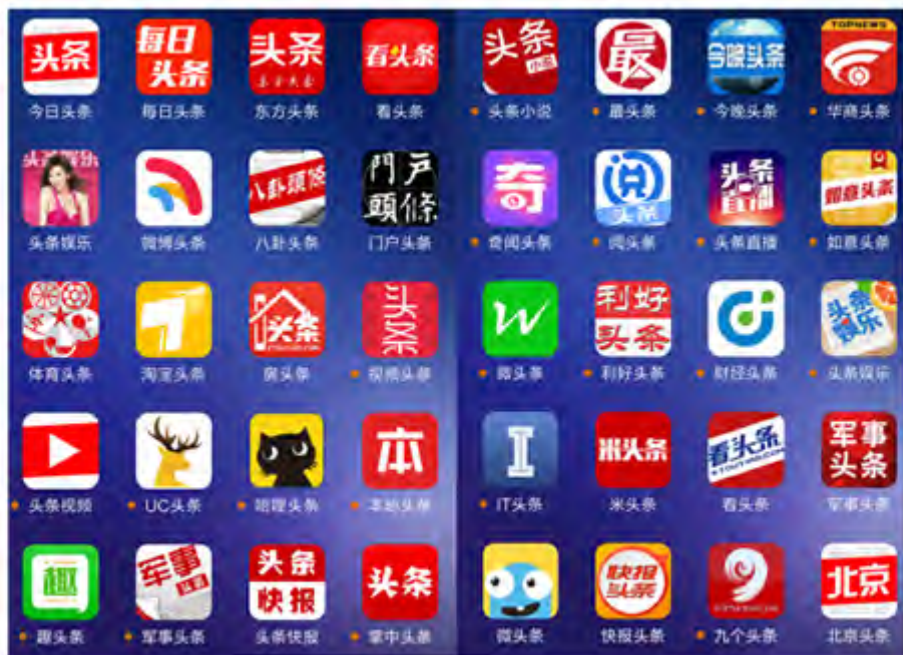 头条
每日
头条
头条
东方头条
看头条
头条
小说
最
今晚头条
TOPNEWS
今日头条
每日头条
东方头条
看头条
头条小说
最头条
今晚头条
华商头条
头条娱乐
八卦頭條
門戶
頭條
奇
阅
头条
头条
直播
如意头条
头条娱乐
微博头条
八卦头条
门户头条
奇闻头条
阅头条
头条直播
如意头条
头条
头条
利好
头条
头条
娱乐
体育头条
淘宝头条
房头条
视频头条
微头条
利好头条
财经头条
头条娱乐
本
米头条
看头条
军事
头条
头条视频
UC头条
本地头条
IT头条
米头条
看头条
军事头条
趣
军事
头条
头条
快报
头条
快报
头条
北京
趣头条
军事头条
头条快报
掌中头条
微头条
快报头条
九个头条
北京头条